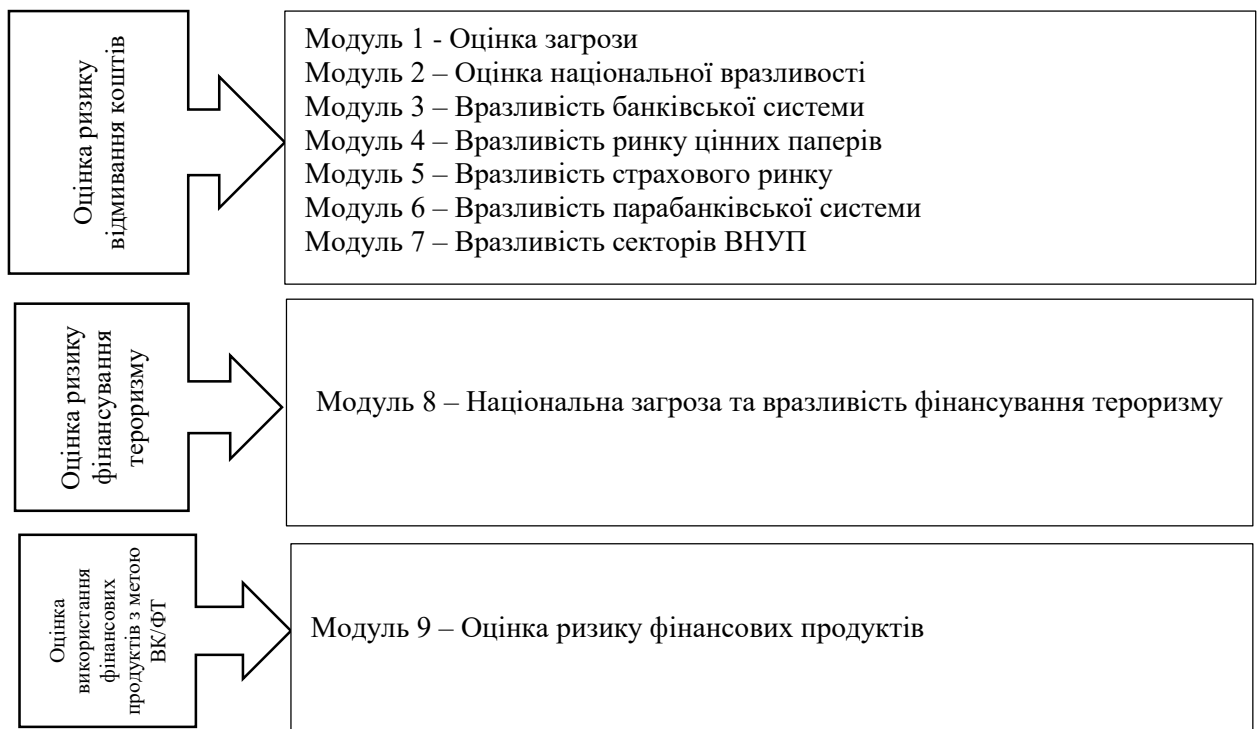 Оцінка ризику
відмивання коштів
Модуль 1 - Оцінка загрози
Модуль 2 – Оцінка національної вразливості
Модуль 3 – Вразливість банківської системи
Модуль 4 – Вразливість ринку цінних паперів
Модуль 5 – Вразливість страхового ринку
Модуль 6 – Вразливість парабанківської системи
Модуль 7 – Вразливість секторів ВНУП
Оцінка ризику
фінансування
тероризму
Модуль 8 – Національна загроза та вразливість фінансування тероризму
Оцінка
використання
фінансових
продуктів з метою
ВК/ФТ
Модуль 9 – Оцінка ризику фінансових продуктів